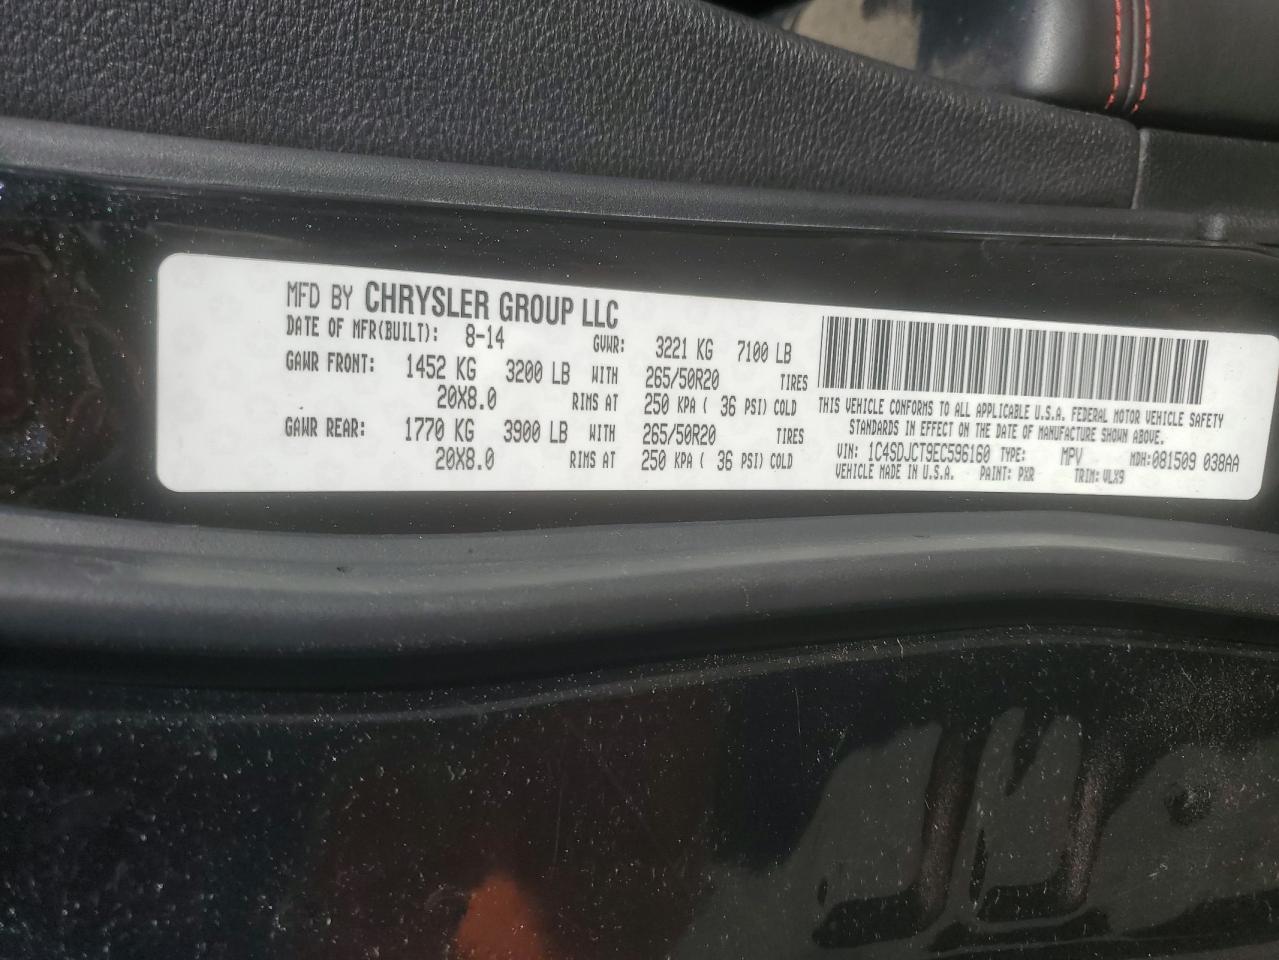 MFD BY CHRYSLER GROUP LLC
DATE OF MFR(BUILT): 8-14 GVWR: 3221 KG 7100 LB
GAWR FRONT: 1452 KG 3200 LB WITH 265/50R20 TIRES
20X8.0 RIMS AT 250 KPA ( 36 PSI) COLD
GAWR REAR: 1770 KG 3900 LB WITH 265/50R20 TIRES
20X8.0 RIMS AT 250 KPA ( 36 PSI) COLD
THIS VEHICLE CONFORMS TO ALL APPLICABLE U.S.A. FEDERAL MOTOR VEHICLE SAFETY
STANDARDS IN EFFECT ON THE DATE OF MANUFACTURE SHOWN ABOVE.
VIN: 1C4SDJCT9EC596160 TYPE: MPV MDH:081509 038AA
VEHICLE MADE IN U.S.A. PAINT: PXR TRIM: VLX9